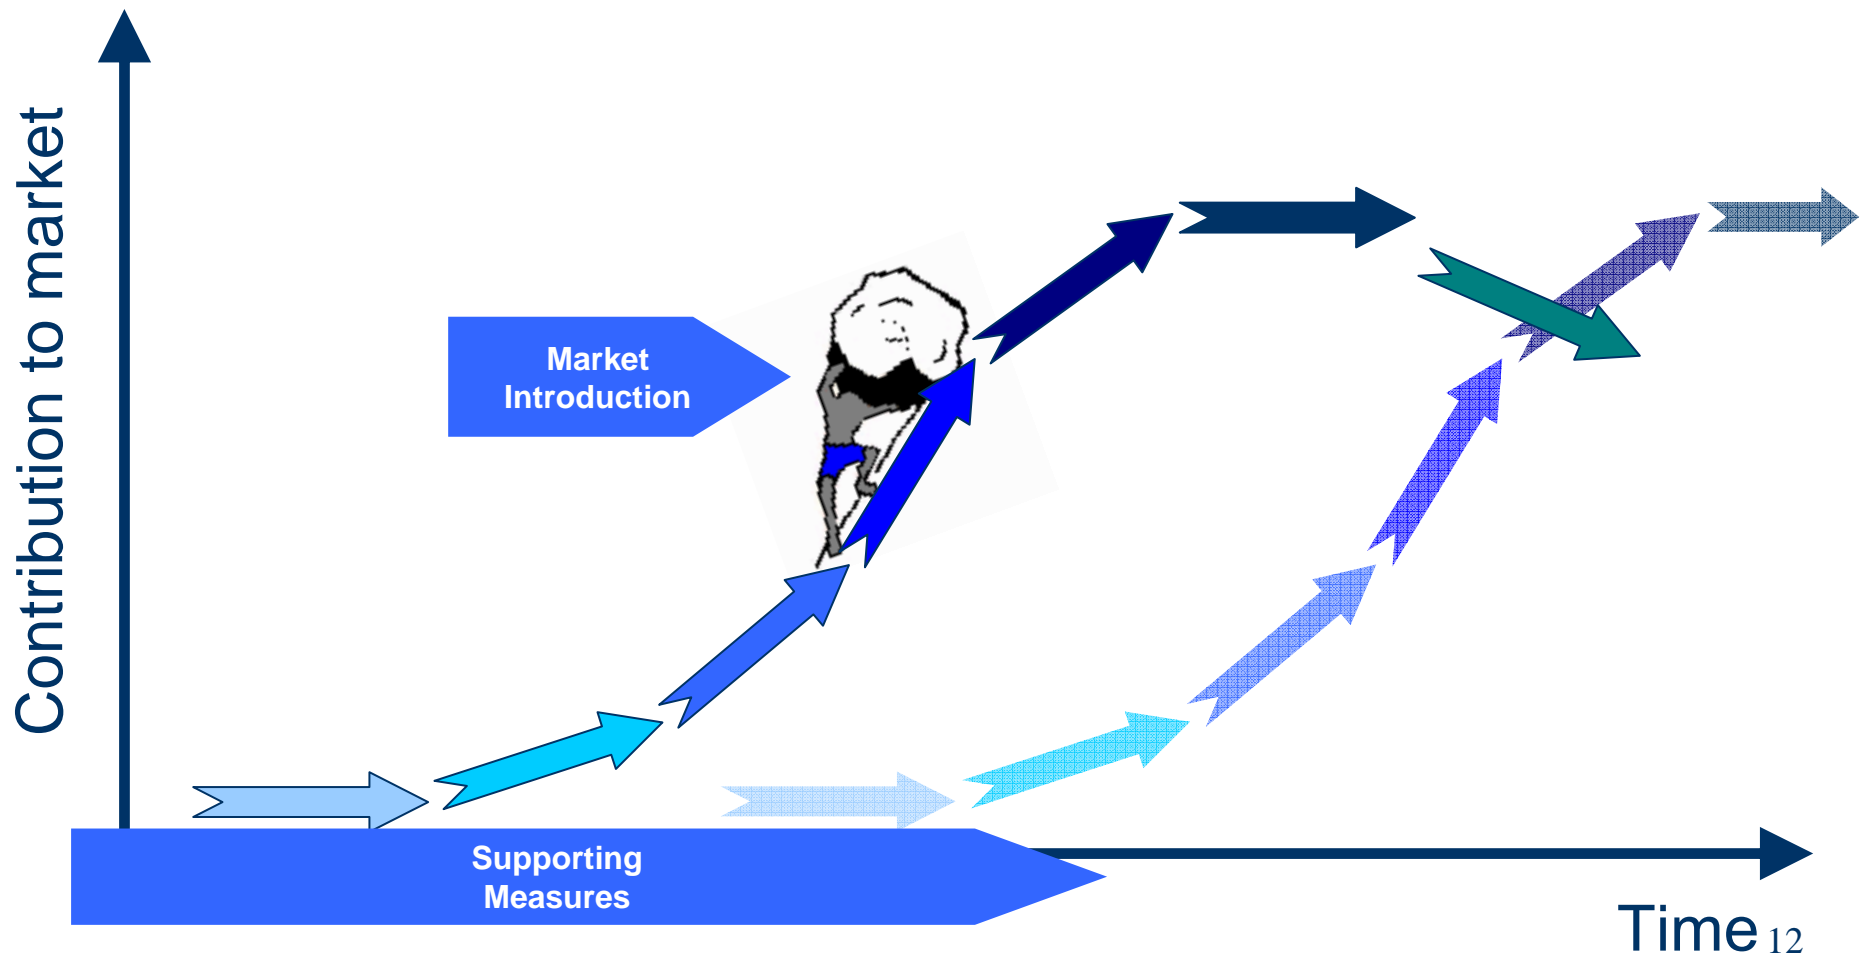 Contribution to market
Market
Introduction
Supporting
Measures
Time
12